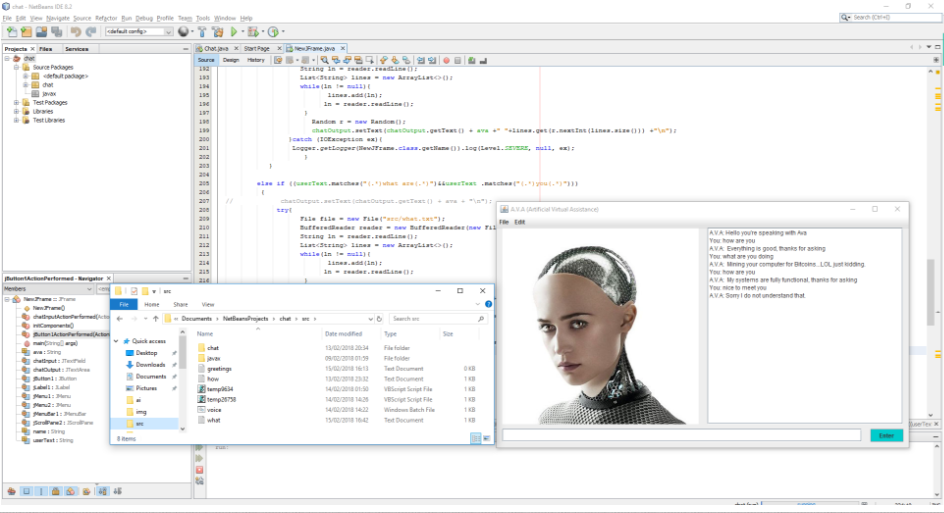 chat - NetBeans IDE 8.2
File Edit View Navigate Source Refactor Run Debug Profile Team Tools Window Help
Search (Ctrl+I)
<default config>
Projects Files Services
Chat.java Start Page NewJFrame.java
Source Design History
chat
Source Packages
<default package>
chat
javax
Test Packages
Libraries
Test Libraries
192 String ln = reader.readLine();
193 List<String> lines = new ArrayList<>();
194 while(ln != null){
195 lines.add(ln);
196 ln = reader.readLine();
197 }
198 Random r = new Random();
199 chatOutput.setText(chatOutput.getText() + ava +" "+lines.get(r.nextInt(lines.size())) +"\n");
200 }catch (IOException ex){
201 Logger.getLogger(NewJFrame.class.getName()).log(Level.SEVERE, null, ex);
202 }
203 }
204
205 else if ((userText.matches("(.*)what are(.*)")&&userText .matches("(.*)you(.*)")))
206 {
207 // chatOutput.setText(chatOutput.getText() + ava + "\n");
208 try{
209 File file = new File("src/what.txt");
210 BufferedReader reader = new BufferedReader(new Fil
211 String ln = reader.readLine();
212 List<String> lines = new ArrayList<>();
213 while(ln != null){
214 lines.add(ln);
215 ln = reader.readLine();
216 }
jButton1ActionPerformed - Navigator
Members
NewJFrame :: JFrame
NewJFrame()
chatInputActionPerformed(Ac
initComponents()
jButton1ActionPerformed(Action
main(String[] args)
ava : String
chatInput : JTextField
chatOutput : JTextArea
jButton1 : JButton
jLabel1 : JLabel
jMenu1 : JMenu
jMenu2 : JMenu
jMenuBar1 : JMenuBar
jScrollPane2 : JScrollPane
name : String
userText : String
src
File Home Share View
Documents NetBeansProjects chat src
Search src
Name Date modified Type Size
Quick access
Desktop
Downloads
Documents
Pictures
ai
img
src
chat 13/02/2018 20:34 File folder
javax 09/02/2018 01:59 File folder
greetings 15/02/2018 16:13 Text Document 0 KB
how 13/02/2018 23:32 Text Document 1 KB
temp8634 14/02/2018 01:50 VBScript Script File 1 KB
temp26758 14/02/2018 14:26 VBScript Script File 1 KB
voice 14/02/2018 14:22 Windows Batch File 1 KB
what 15/02/2018 16:42 Text Document 1 KB
8 items
A.V.A (Artificial Virtual Assistance)
File Edit
A.V.A: Hello you're speaking with Ava
You: how are you
A.V.A: Everything is good, thanks for asking
You: what are you doing
A.V.A: Mining your computer for Bitcoins...LOL just kidding.
You: how are you
A.V.A: My systems are fully functional, thanks for asking
You: nice to meet you
A.V.A: Sorry I do not understand that.
Enter